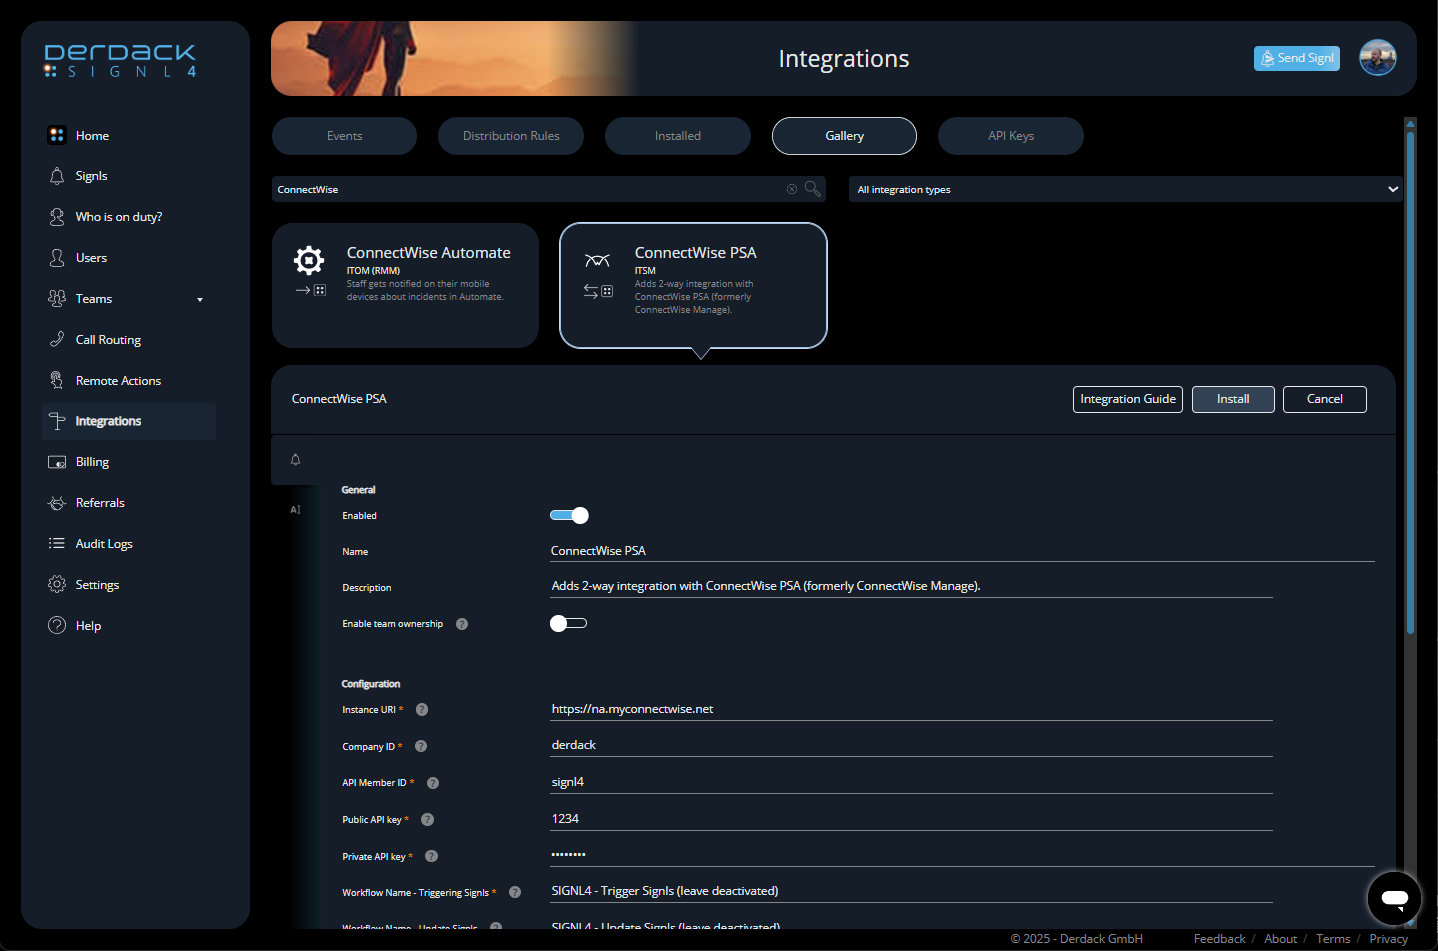 DERDACK
SIGNL4
Integrations
Send Signl
Home
Signls
Who is on duty?
Users
Teams
Call Routing
Remote Actions
Integrations
Billing
Referrals
Audit Logs
Settings
Help
Events
Distribution Rules
Installed
Gallery
API Keys
ConnectWise
All integration types
ConnectWise Automate
ITOM (RMM)
Staff gets notified on their mobile
devices about incidents in Automate.
ConnectWise PSA
ITSM
Adds 2-way integration with
ConnectWise PSA (formerly
ConnectWise Manage).
ConnectWise PSA
Integration Guide
Install
Cancel
AI
General
Enabled
Name
ConnectWise PSA
Description
Adds 2-way integration with ConnectWise PSA (formerly ConnectWise Manage).
Enable team ownership ?
Configuration
Instance URI * ?
https://na.myconnectwise.net
Company ID * ?
derdack
API Member ID * ?
signl4
Public API key * ?
1234
Private API key * ?
••••••••
Workflow Name - Triggering Signls * ?
SIGNL4 - Trigger Signls (leave deactivated)
Workflow Name - Update Signls ?
SIGNL4 - Update Signls (leave deactivated)
© 2025 - Derdack GmbH
Feedback / About / Terms / Privacy